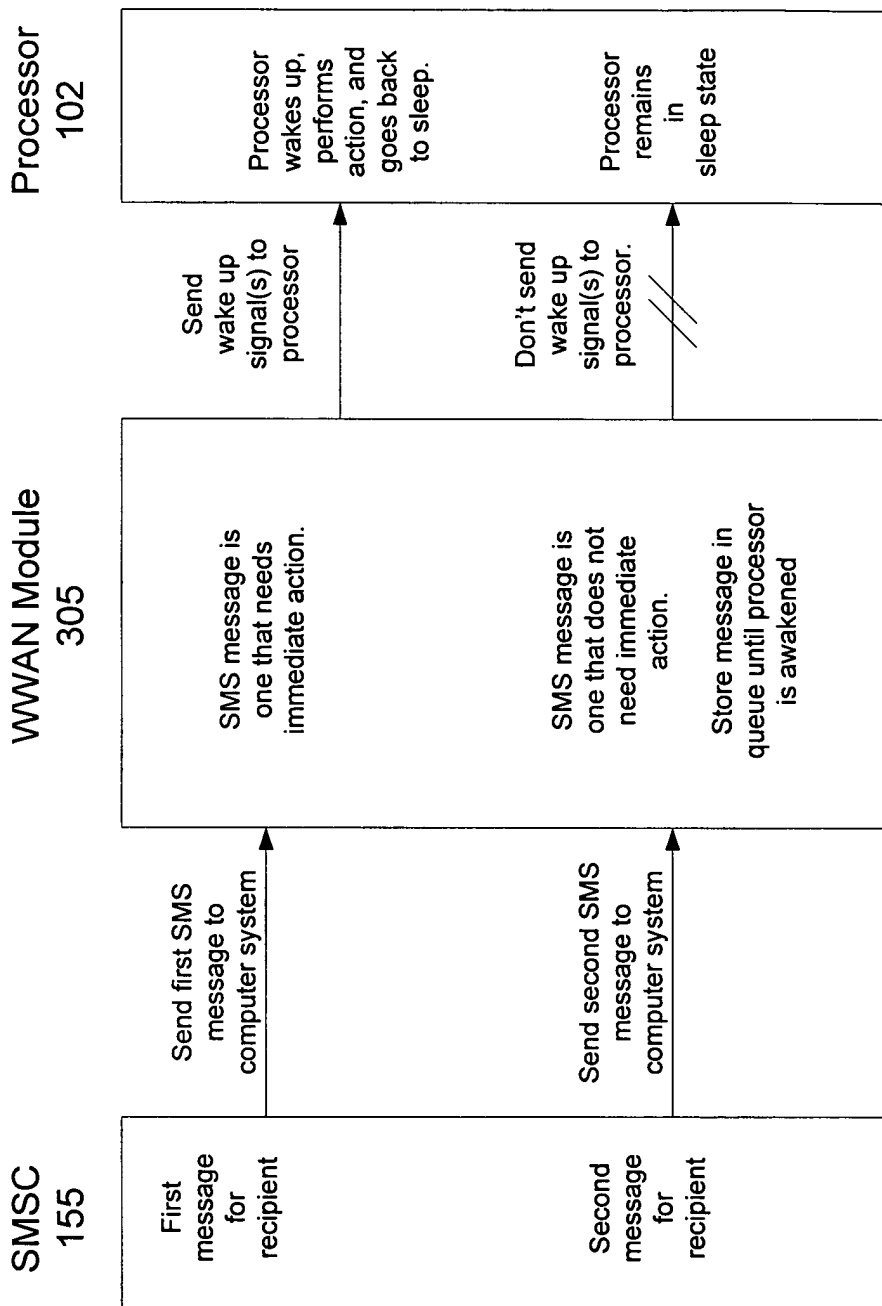 SMSC
155
WWAN Module
305
Processor
102
First
message
for
recipient
Send first SMS
message to
computer system
SMS message is
one that needs
immediate action.
Send
wake up
signal(s) to
processor
Processor
wakes up,
performs
action, and
goes back
to sleep.
Second
message
for
recipient
Send second SMS
message to
computer system
SMS message is
one that does not
need immediate
action.
Store message in
queue until processor
is awakened
Don't send
wake up
signal(s) to
processor.
Processor
remains
in
sleep state